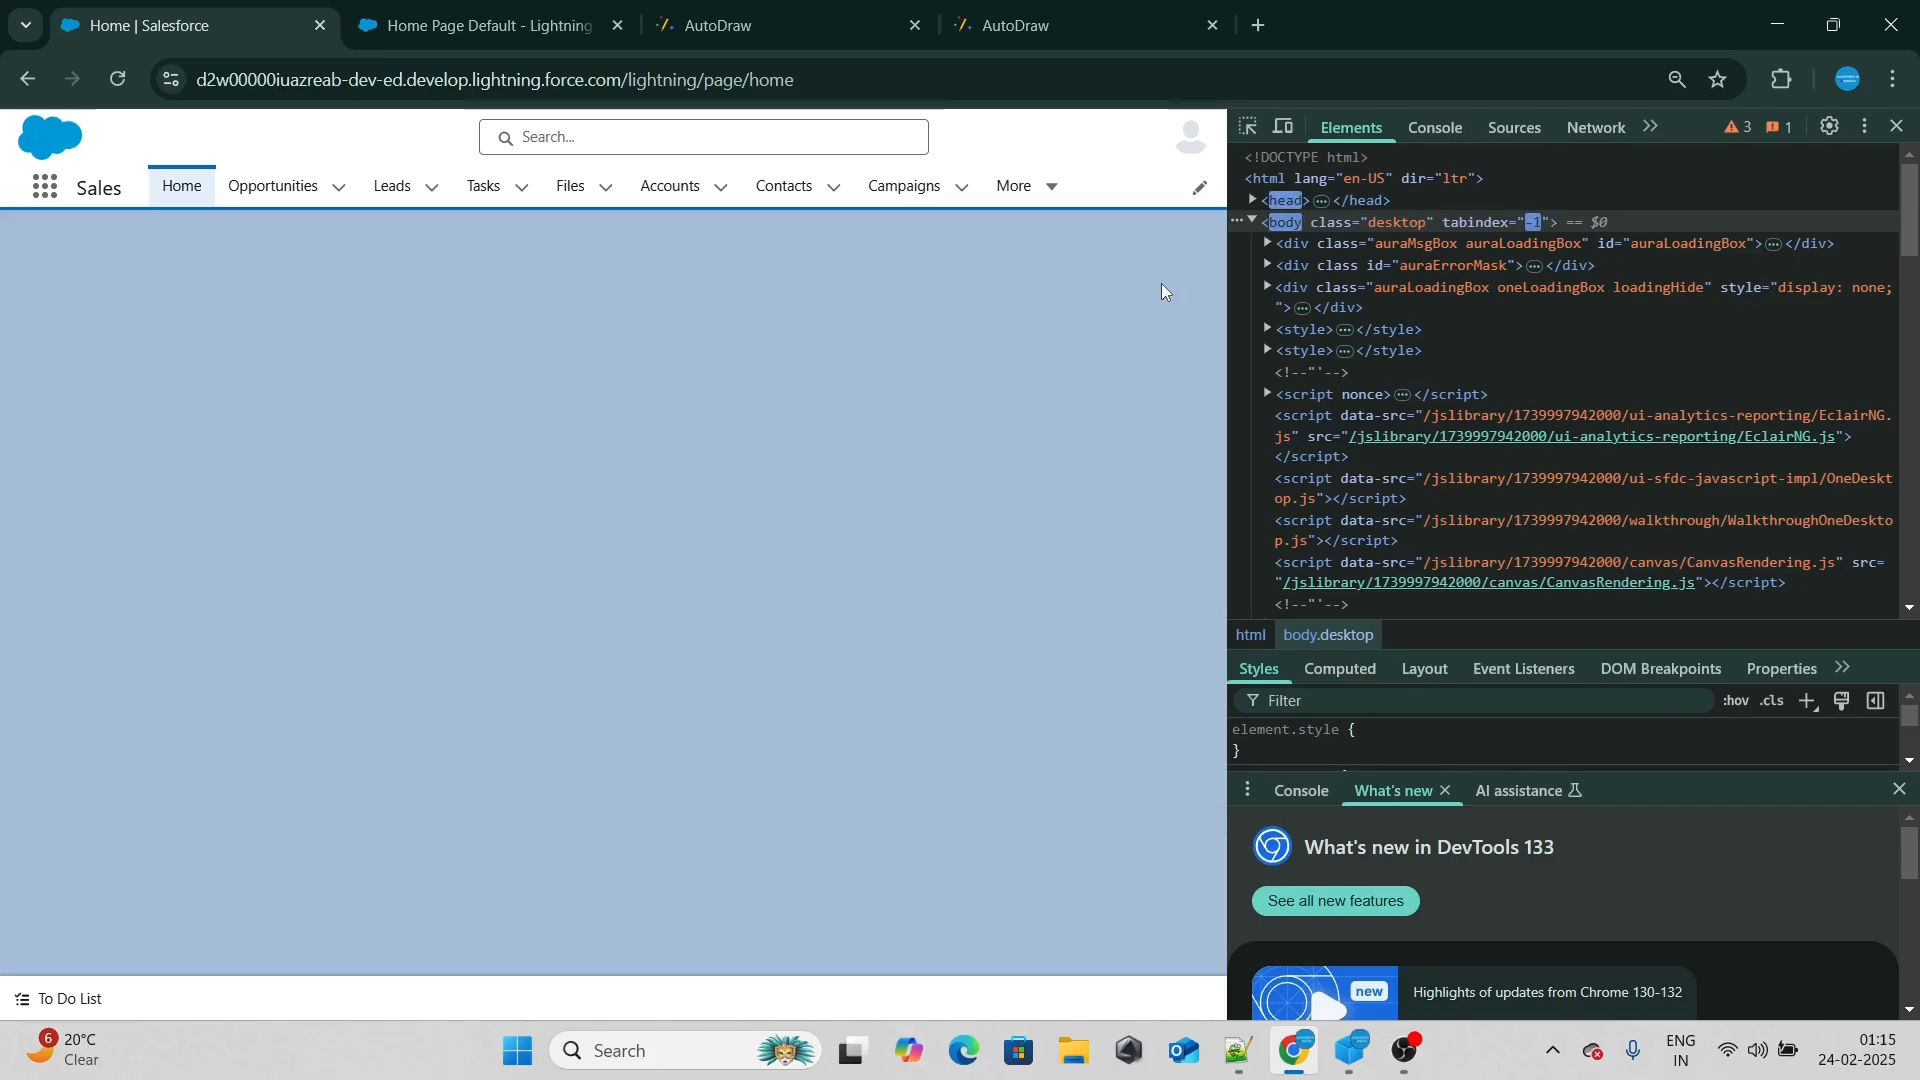 Home | Salesforce
Home Page Default - Lightning
AutoDraw
AutoDraw
d2w00000iuazreab-dev-ed.develop.lightning.force.com/lightning/page/home
Search...
Sales
Home
Opportunities
Leads
Tasks
Files
Accounts
Contacts
Campaigns
More
To Do List
Elements
Console
Sources
Network
3
1
<!DOCTYPE html>
<html lang="en-US" dir="ltr">
<head>⋯</head>
<body class="desktop" tabindex="-1"> == $0
<div class="auraMsgBox auraLoadingBox" id="auraLoadingBox">⋯</div>
<div class id="auraErrorMask">⋯</div>
<div class="auraLoadingBox oneLoadingBox loadingHide" style="display: none;
">⋯</div>
<style>⋯</style>
<style>⋯</style>
<!--"'-->
<script nonce>⋯</script>
<script data-src="/jslibrary/1739997942000/ui-analytics-reporting/EclairNG.
js" src="/jslibrary/1739997942000/ui-analytics-reporting/EclairNG.js">
</script>
<script data-src="/jslibrary/1739997942000/ui-sfdc-javascript-impl/OneDeskt
op.js"></script>
<script data-src="/jslibrary/1739997942000/walkthrough/WalkthroughOneDeskto
p.js"></script>
<script data-src="/jslibrary/1739997942000/canvas/CanvasRendering.js" src=
"/jslibrary/1739997942000/canvas/CanvasRendering.js"></script>
<!--"'-->
html
body.desktop
Styles
Computed
Layout
Event Listeners
DOM Breakpoints
Properties
Filter
:hov
.cls
element.style {
}
Console
What's new
AI assistance
What's new in DevTools 133
See all new features
new
Highlights of updates from Chrome 130-132
6
20°C
Clear
Search
ENG
IN
01:15
24-02-2025